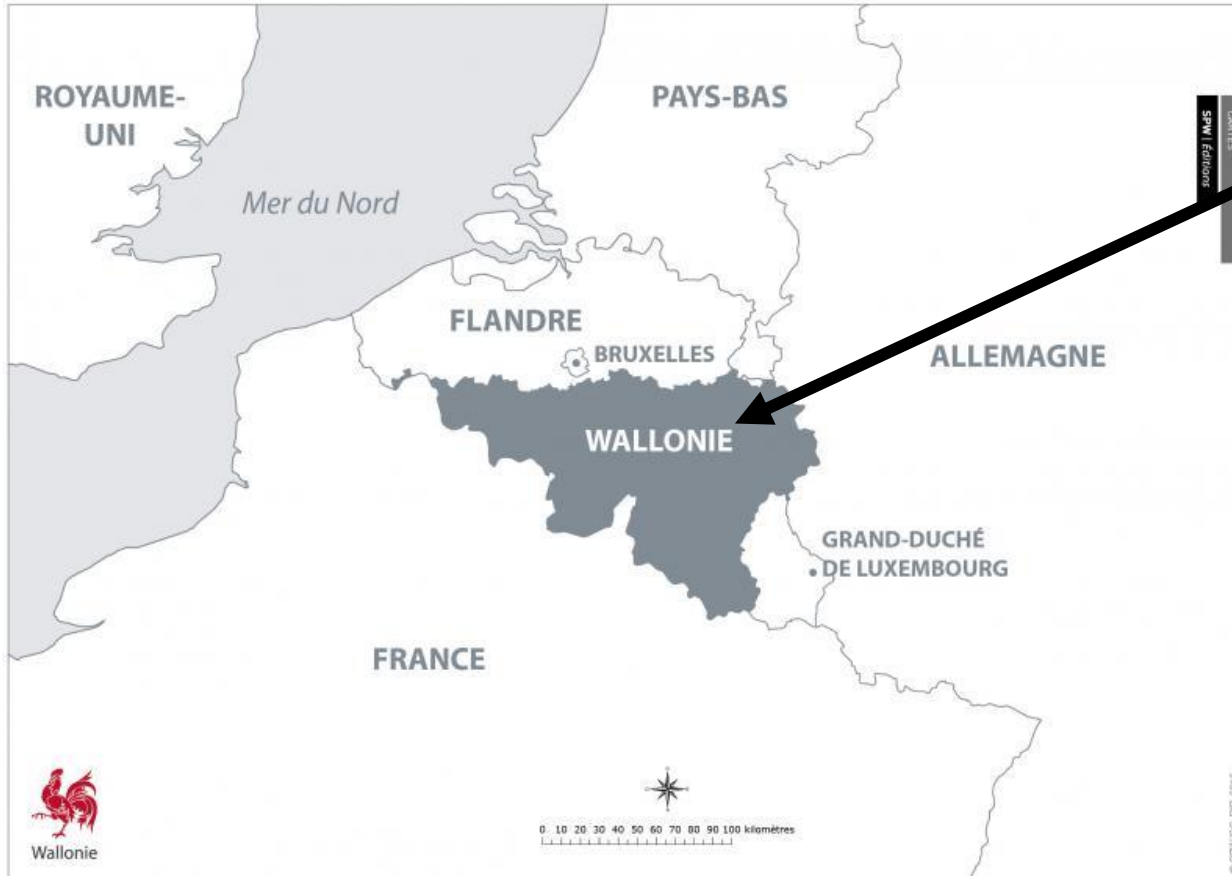 ROYAUME-
UNI
PAYS-BAS
CARTES
SPW | Éditions
Mer du Nord
FLANDRE
BRUXELLES
ALLEMAGNE
WALLONIE
GRAND-DUCHÉ
DE LUXEMBOURG
FRANCE
0 10 20 30 40 50 60 70 80 90 100 kilomètres
Wallonie